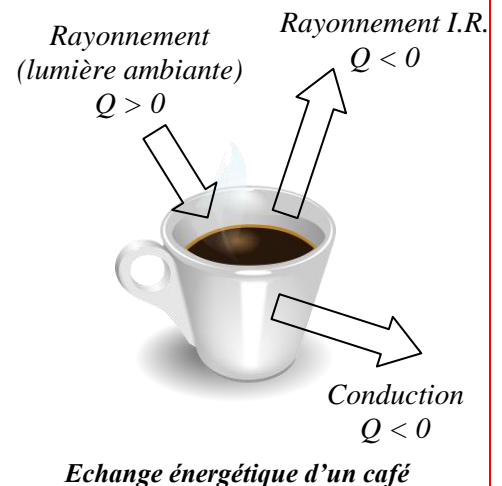 Rayonnement
(lumière ambiante)
Q > 0
Rayonnement I.R.
Q < 0
Conduction
Q < 0
Echange énergétique d'un café